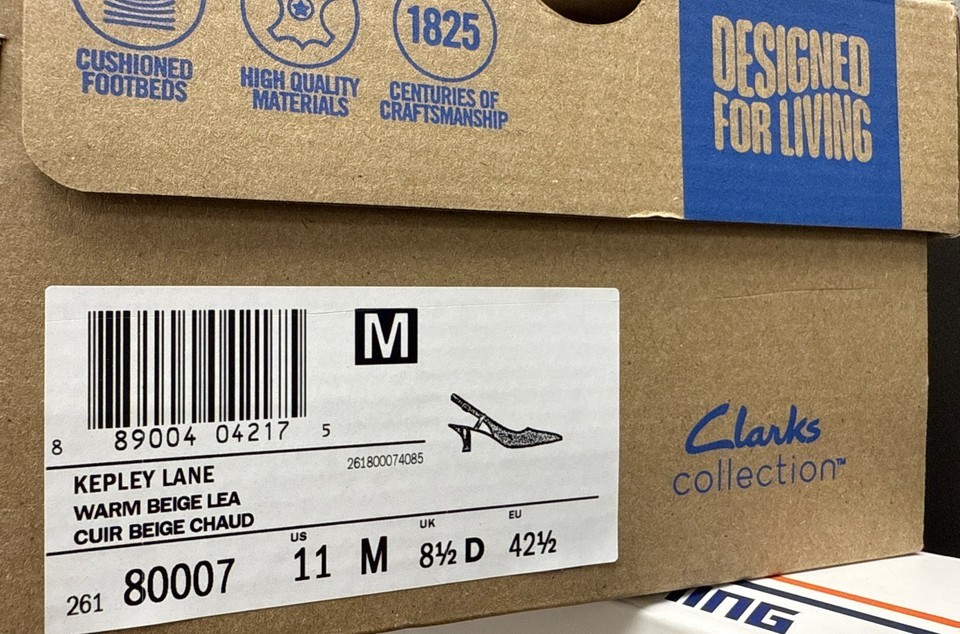 CUSHIONED
FOOTBEDS
HIGH QUALITY
MATERIALS
1825
CENTURIES OF
CRAFTSMANSHIP
DESIGNED
FOR LIVING
M
8 89004 04217 5
261800074085
KEPLEY LANE
WARM BEIGE LEA
CUIR BEIGE CHAUD
261 80007
US
11 M
UK
8½ D
EU
42½
Clarks
collection™